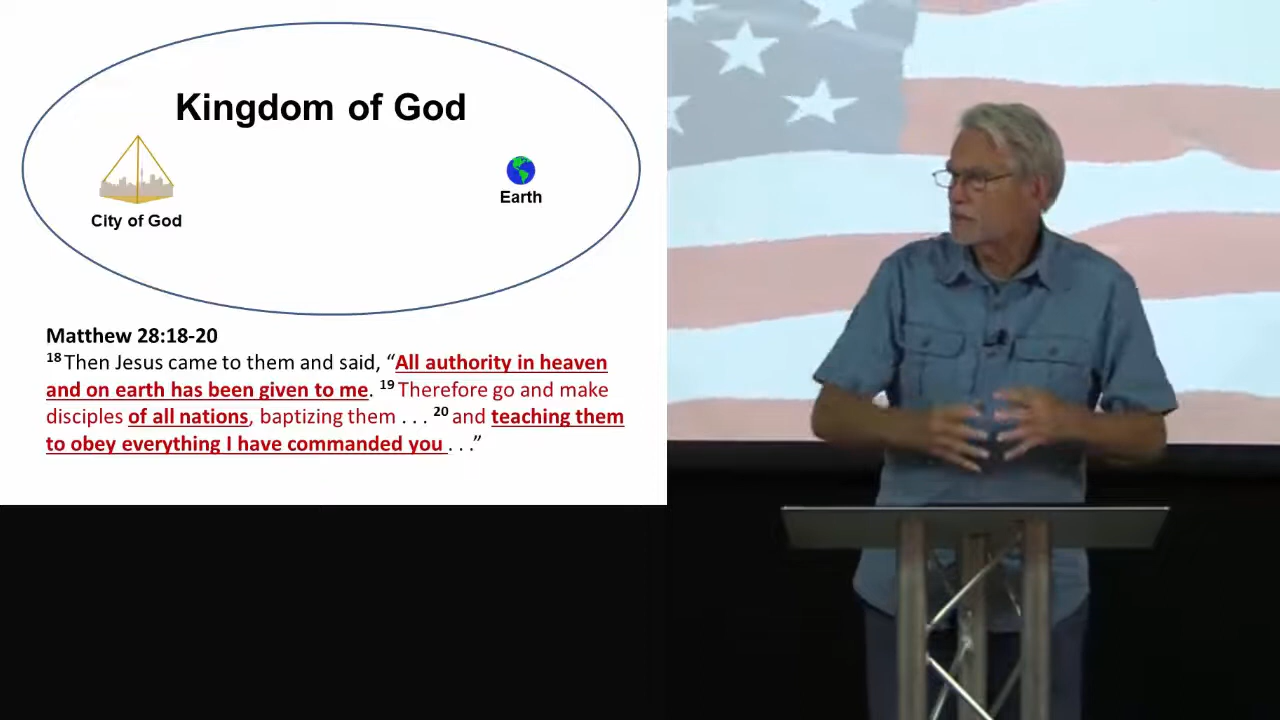 Kingdom of God
City of God
Earth
Matthew 28:18-20
18 Then Jesus came to them and said, “All authority in heaven
and on earth has been given to me. 19 Therefore go and make
disciples of all nations, baptizing them . . . 20 and teaching them
to obey everything I have commanded you . . .”